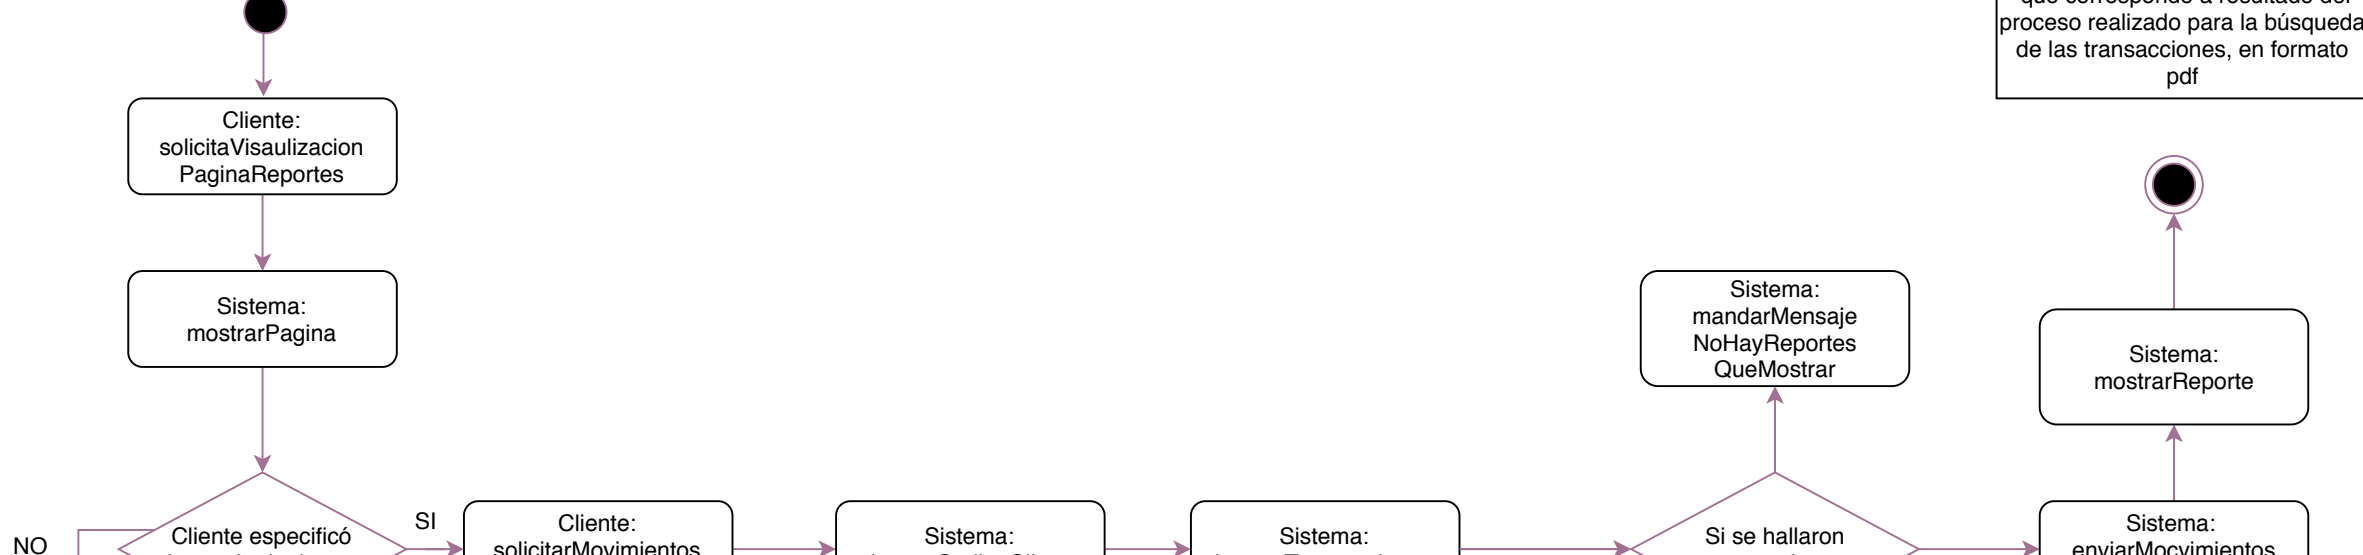 que corresponde a resultado del
proceso realizado para la búsqueda
de las transacciones, en formato
pdf
Cliente:
solicitaVisaulizacion
PaginaReportes
Sistema:
mostrarPagina
Sistema:
mandarMensaje
NoHayReportes
QueMostrar
Sistema:
mostrarReporte
NO
Cliente especificó
SI
Cliente:
solicitarMovimientos
Sistema:
Sistema:
Si se hallaron
Sistema:
enviarMocvimientos